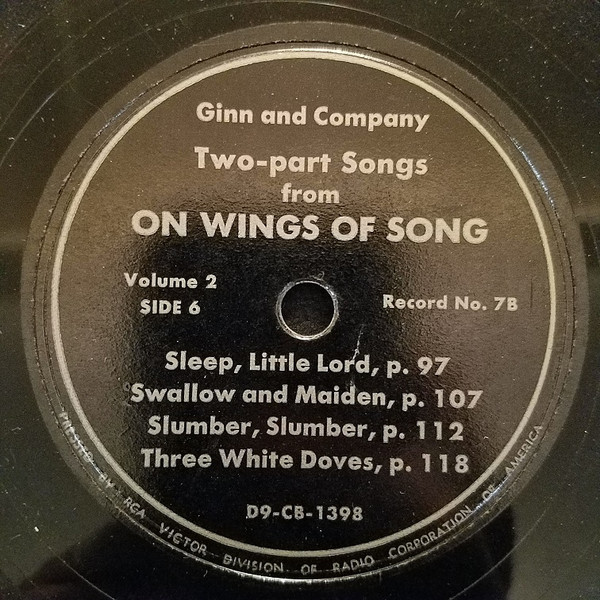 Ginn and Company
Two-part Songs
from
ON WINGS OF SONG
Volume 2
SIDE 6
Record No. 7B
Sleep, Little Lord, p. 97
Swallow and Maiden, p. 107
Slumber, Slumber, p. 112
Three White Doves, p. 118
D9-CB-1398
PRESSED BY RCA VICTOR DIVISION OF RADIO CORPORATION OF AMERICA